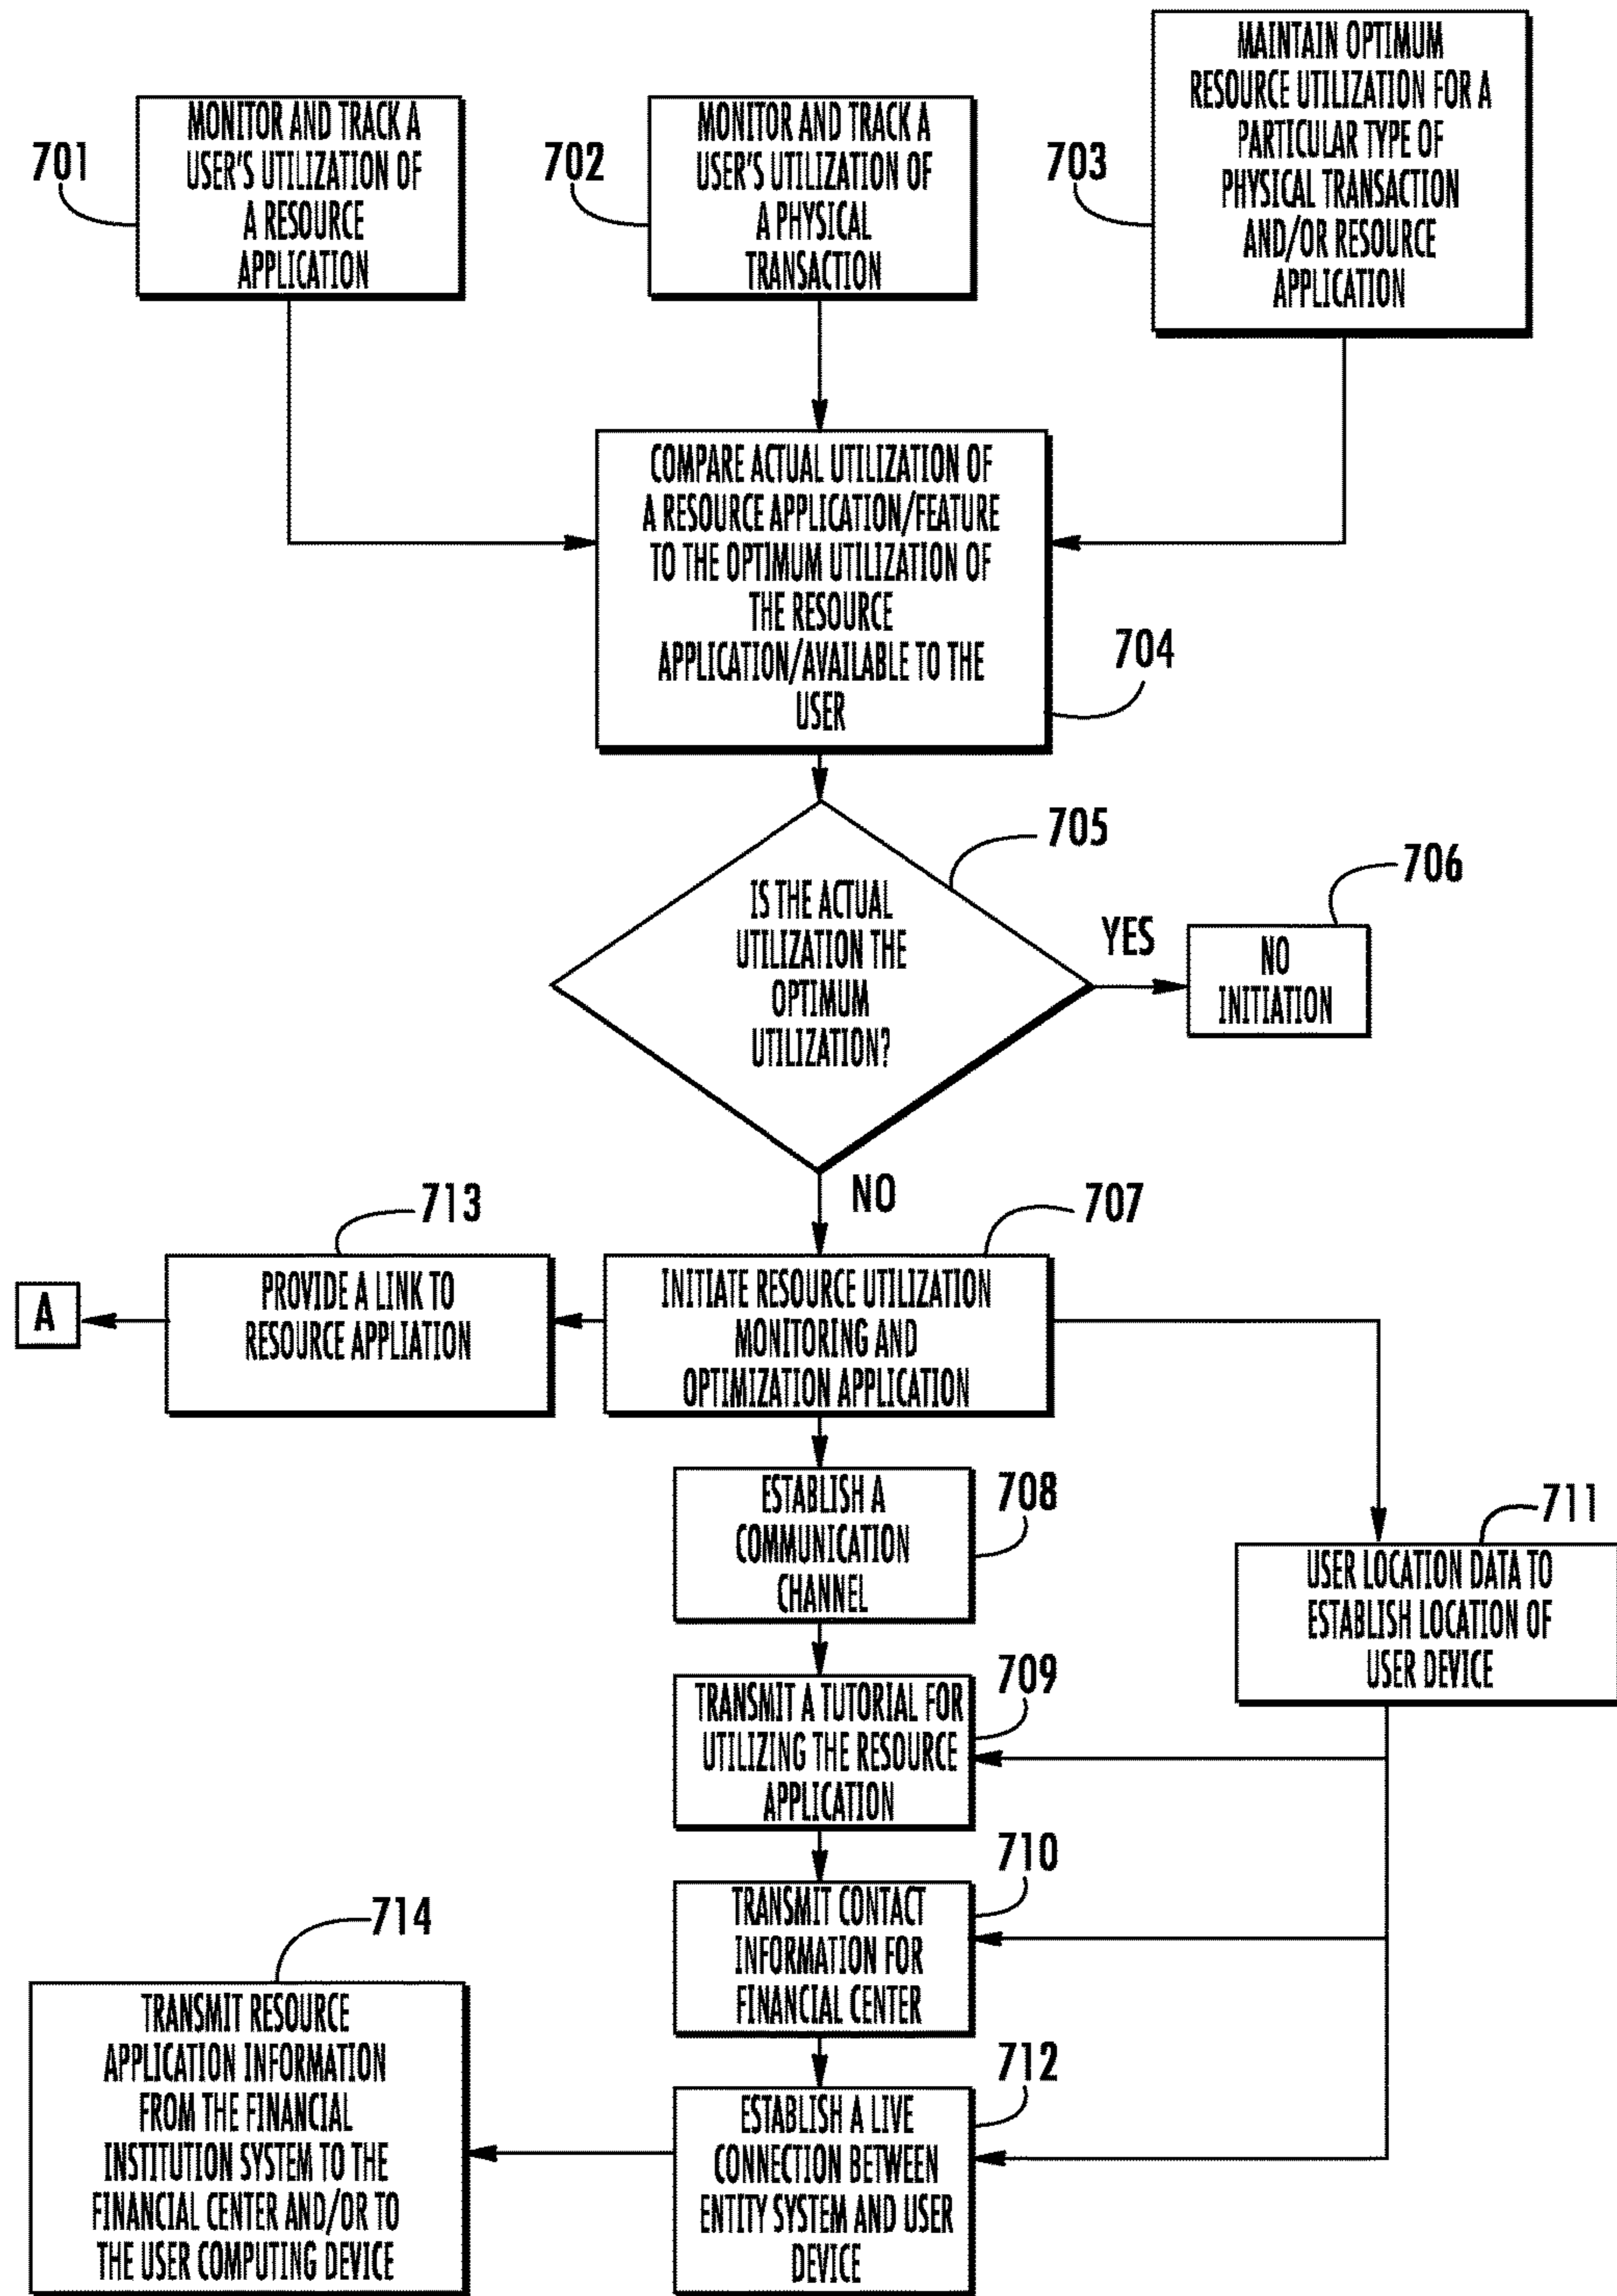 701
MONITOR AND TRACK A
USER'S UTILIZATION OF
A RESOURCE
APPLICATION
702
MONITOR AND TRACK A
USER'S UTILIZATION OF
A PHYSICAL
TRANSACTION
703
MAINTAIN OPTIMUM
RESOURCE UTILIZATION FOR A
PARTICULAR TYPE OF
PHYSICAL TRANSACTION
AND/OR RESOURCE
APPLICATION
COMPARE ACTUAL UTILIZATION OF
A RESOURCE APPLICATION/FEATURE
TO THE OPTIMUM UTILIZATION OF
THE RESOURCE
APPLICATION/AVAILABLE TO THE
USER
704
705
IS THE ACTUAL
UTILIZATION THE
OPTIMUM
UTILIZATION?
YES
706
NO
INITIATION
NO
713
PROVIDE A LINK TO
RESOURCE APPLIATION
A
707
INITIATE RESOURCE UTILIZATION
MONITORING AND
OPTIMIZATION APPLICATION
708
ESTABLISH A
COMMUNICATION
CHANNEL
711
USER LOCATION DATA TO
ESTABLISH LOCATION OF
USER DEVICE
709
TRANSMIT A TUTORIAL FOR
UTILIZING THE RESOURCE
APPLICATION
710
TRANSMIT CONTACT
INFORMATION FOR
FINANCIAL CENTER
712
ESTABLISH A LIVE
CONNECTION BETWEEN
ENTITY SYSTEM AND USER
DEVICE
714
TRANSMIT RESOURCE
APPLICATION INFORMATION
FROM THE FINANCIAL
INSTITUTION SYSTEM TO THE
FINANCIAL CENTER AND/OR TO
THE USER COMPUTING DEVICE